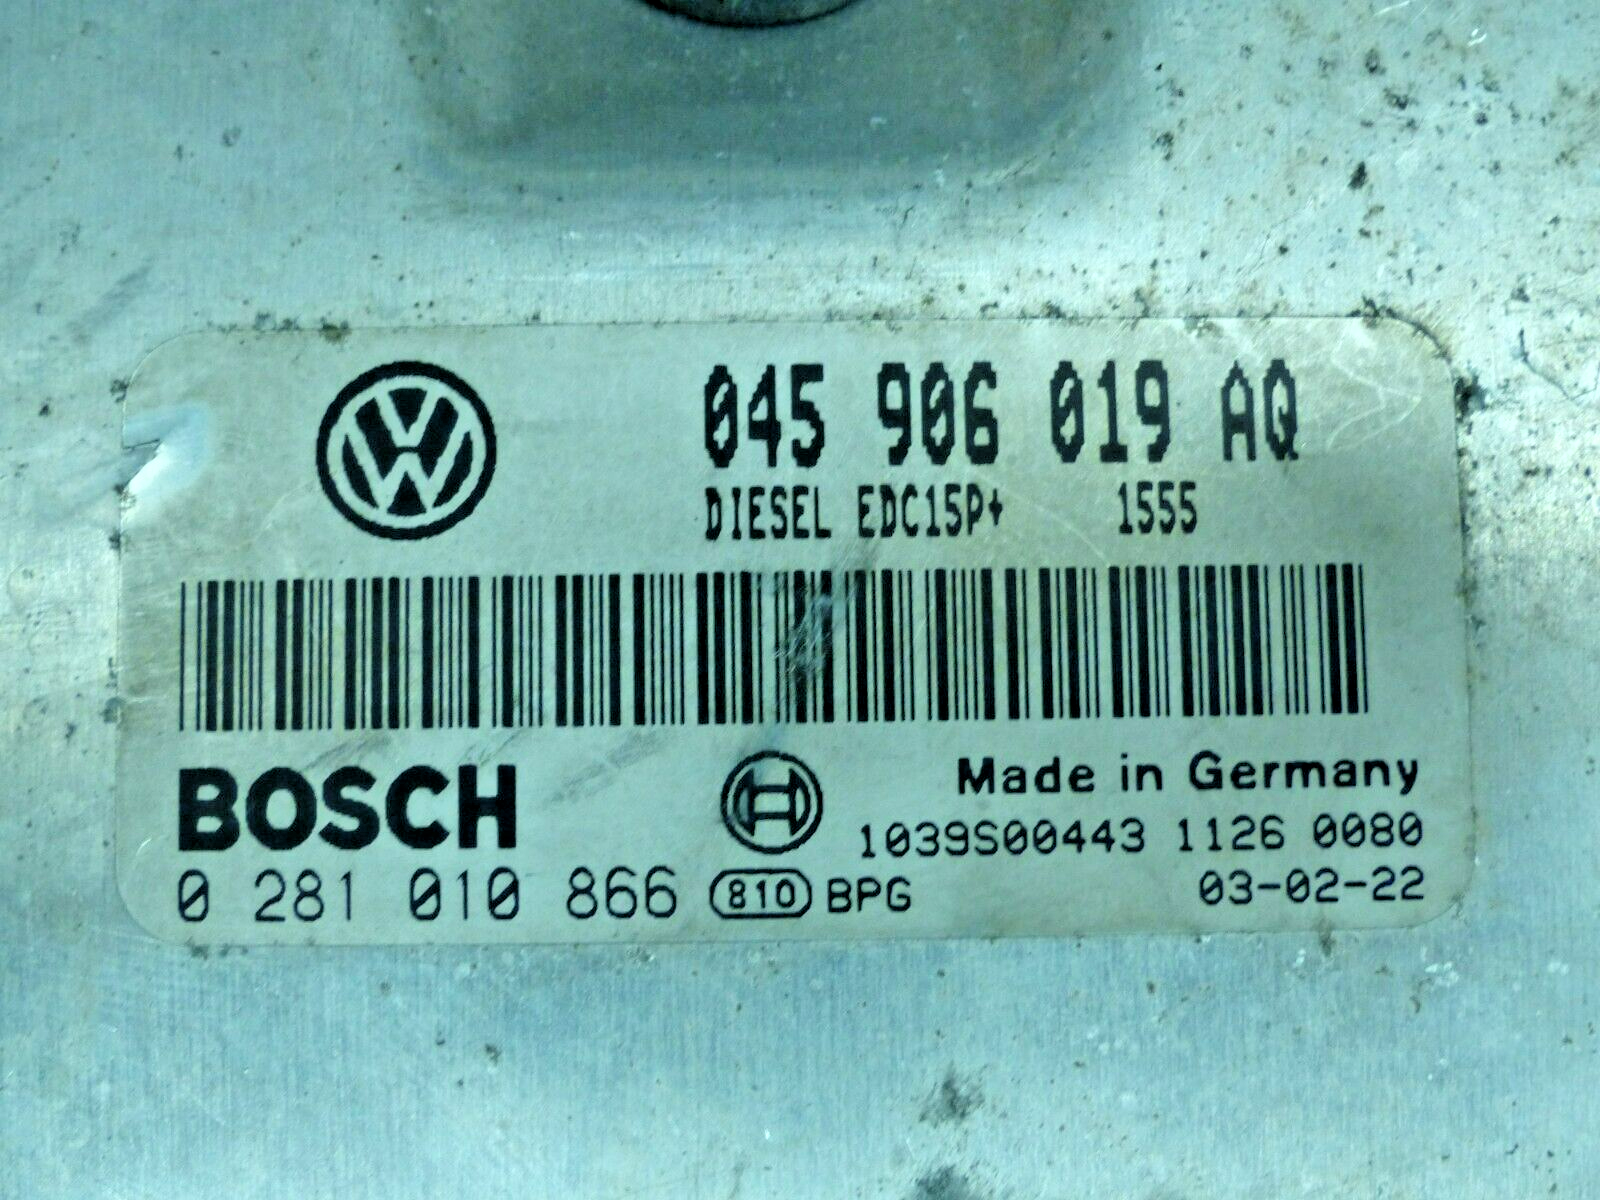 045 906 019 AQ
DIESEL EDC15P+ 1555
BOSCH
Made in Germany
1039S00443 1126 0080
0 281 010 866 810 BPG 03-02-22